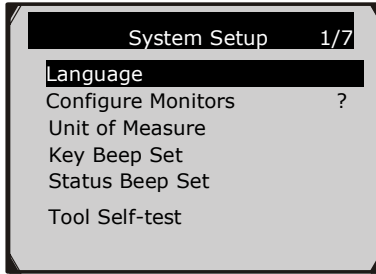 System Setup 1/7
Language
Configure Monitors ?
Unit of Measure
Key Beep Set
Status Beep Set
Tool Self-test